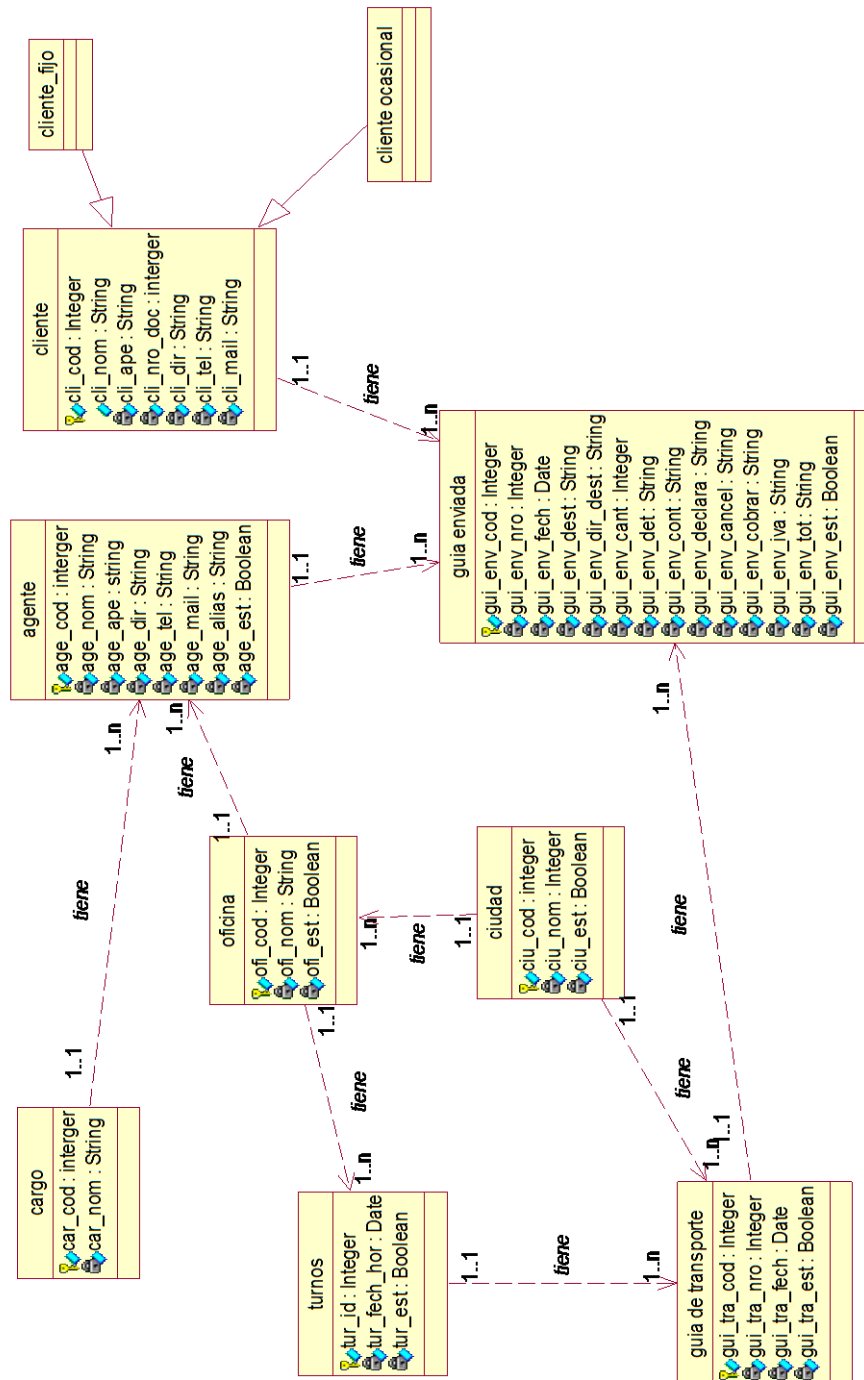 cargo
car_cod : interger
car_nom : String
agente
age_cod : interger
age_nom : String
age_ape : string
age_dir : String
age_tel : String
age_mail : String
age_alias : String
age_est : Boolean
cliente
cli_cod : Integer
cli_nom : String
cli_ape : String
cli_nro_doc : interger
cli_dir : String
cli_tel : String
cli_mail : String
cliente_fijo
cliente ocasional
1..1
tiene
1..n
oficina
ofi_cod : Integer
ofi_nom : String
ofi_est : Boolean
1..1
tiene
1..n
1..1
tiene
1..n
turnos
tur_id : Integer
tur_fech_hor : Date
tur_est : Boolean
ciudad
ciu_cod : integer
ciu_nom : Integer
ciu_est : Boolean
1..1
tiene
1..n
1..1
tiene
1..n
1..1
tiene
1..n
guia de transporte
gui_tra_cod : Integer
gui_tra_nro : Integer
gui_tra_fech : Date
gui_tra_est : Boolean
1..1
tiene
1..n
guia enviada
gui_env_cod : Integer
gui_env_nro : Integer
gui_env_fech : Date
gui_env_dest : String
gui_env_dir_dest : String
gui_env_cant : Integer
gui_env_det : String
gui_env_cont : String
gui_env_declara : String
gui_env_cancel : String
gui_env_cobrar : String
gui_env_iva : String
gui_env_tot : String
gui_env_est : Boolean
1..1
tiene
1..n
1..1
tiene
1..n